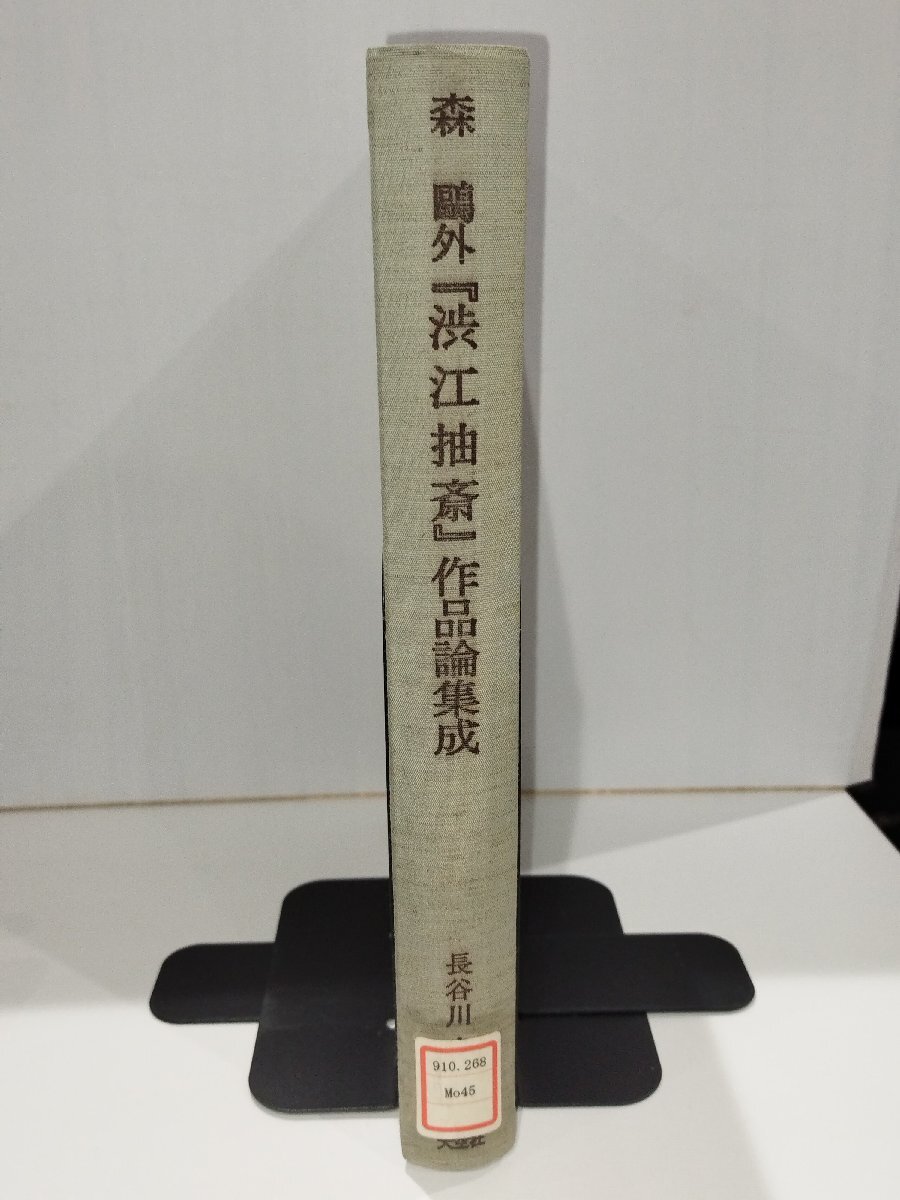 森 鷗外『渋江抽斎』作品論集成
長谷川
910.268
Mo45